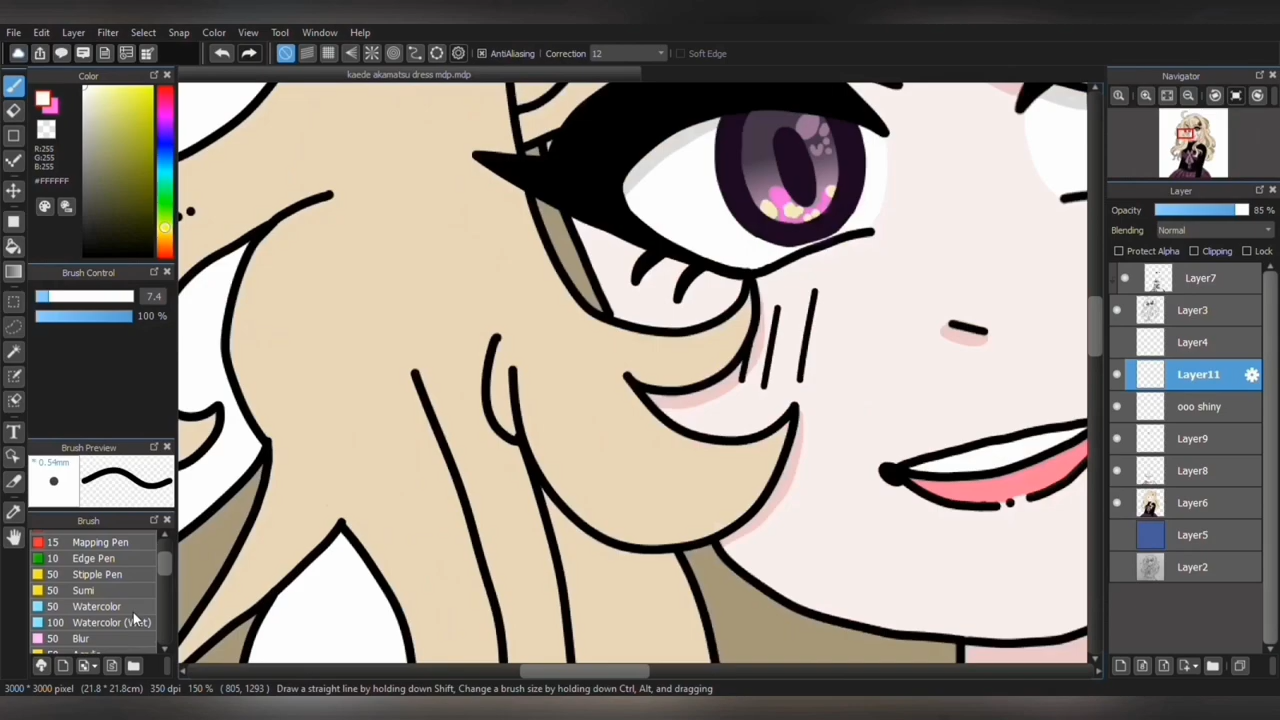 File Edit Layer Filter Select Snap Color View Tool Window Help
AntiAliasing Correction 12 Soft Edge
kaede akamatsu dress mdp.mdp
Color
R:255
G:255
B:255
#FFFFFF
Brush Control
7.4
100 %
Brush Preview
* 0.54mm
Brush
15 Mapping Pen
10 Edge Pen
50 Stipple Pen
50 Sumi
50 Watercolor
100 Watercolor (Wet)
50 Blur
Navigator
Layer
Opacity 85 %
Blending Normal
Protect Alpha Clipping Lock
Layer7
Layer3
Layer4
Layer11
ooo shiny
Layer9
Layer8
Layer6
Layer5
Layer2
3000 * 3000 pixel (21.8 * 21.8cm) 350 dpi 150 % ( 805, 1293 ) Draw a straight line by holding down Shift, Change a brush size by holding down Ctrl, Alt, and dragging